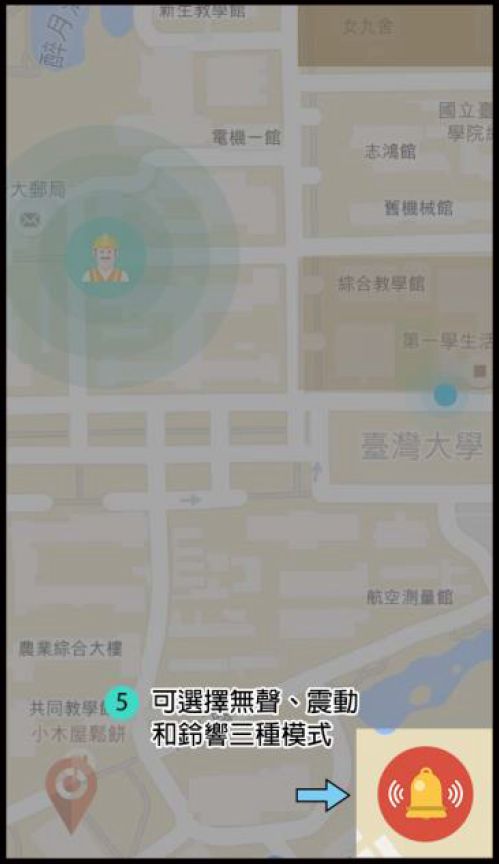 新生教學館
女九舍
醉月
國立臺
學院
電機一館
志鴻館
大郵局
舊機械館
綜合教學館
第一學生活
臺灣大學
航空測量館
農業綜合大樓
共同教學館
小木屋鬆餅
5 可選擇無聲、震動
和鈴響三種模式